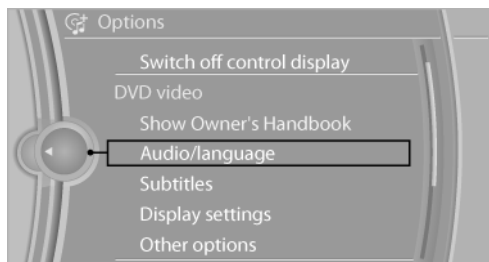 Options
Switch off control display
DVD video
Show Owner's Handbook
Audio/language
Subtitles
Display settings
Other options